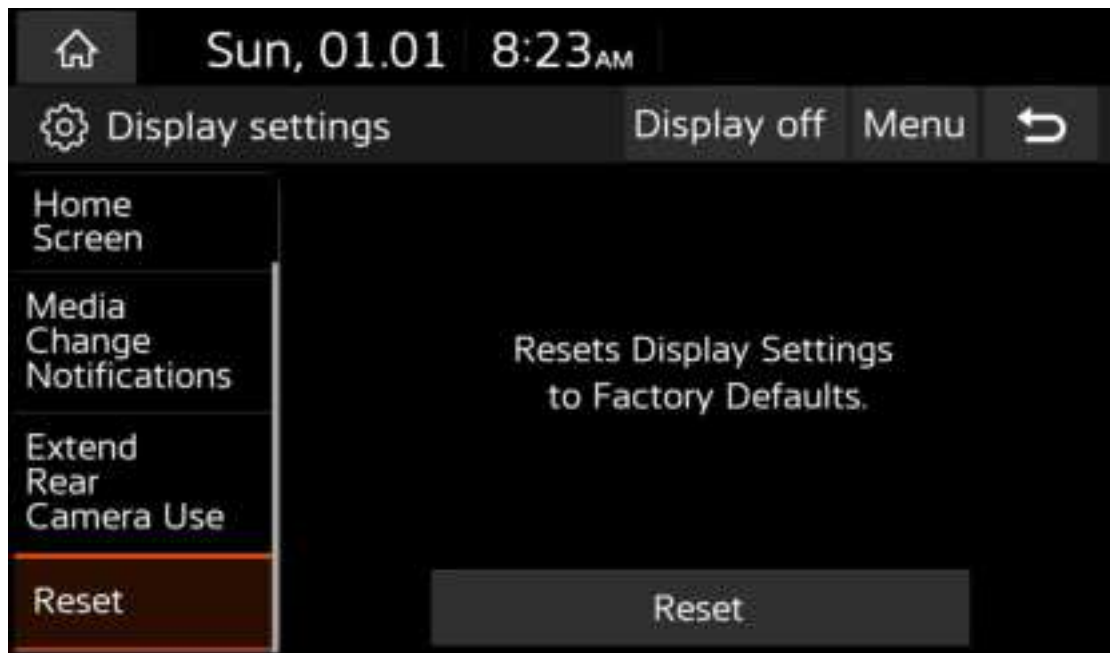 Sun, 01.01 8:23AM
Display settings Display off Menu
Home
Screen
Media
Change
Notifications
Extend
Rear
Camera Use
Reset
Resets Display Settings
to Factory Defaults.
Reset